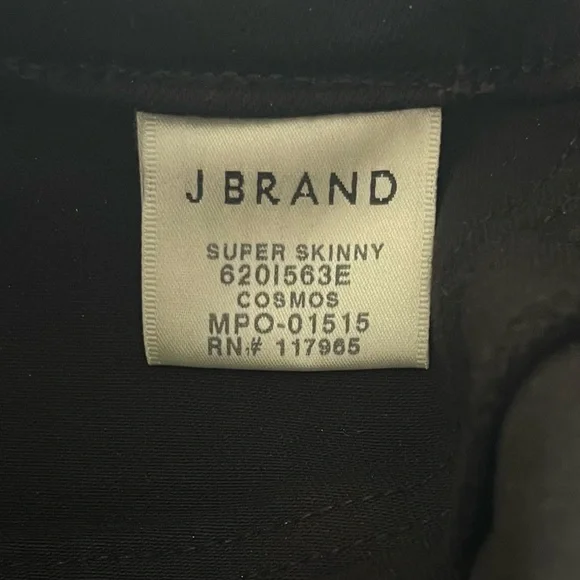 J BRAND
SUPER SKINNY
620I563E
COSMOS
MPO-01515
RN# 117965